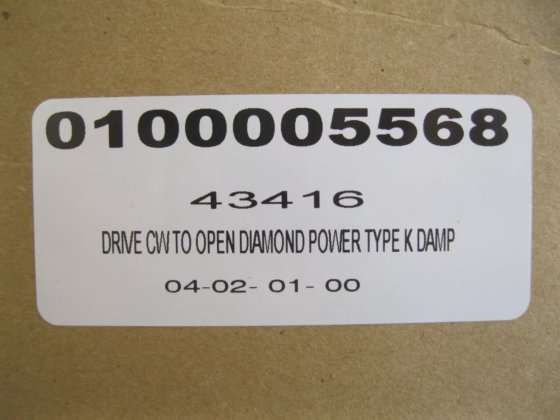 0100005568
43416
DRIVE CW TO OPEN DIAMOND POWER TYPE K DAMP
04-02- 01- 00